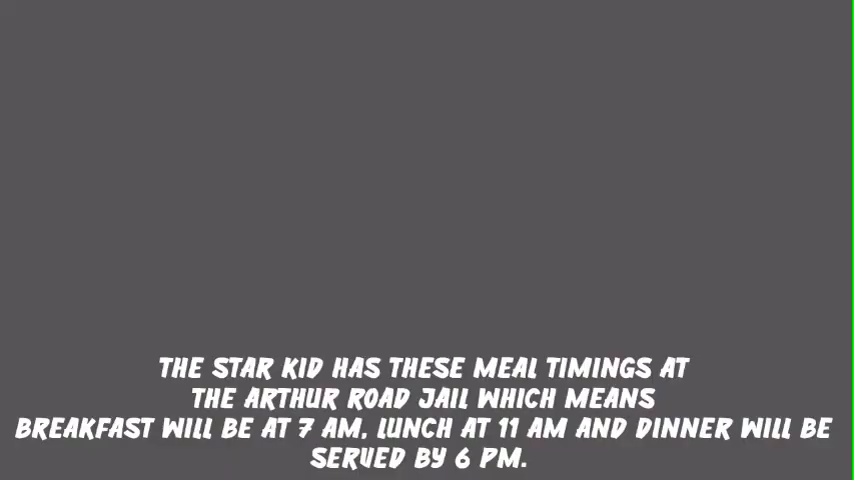 THE STAR KID HAS THESE MEAL TIMINGS AT
THE ARTHUR ROAD JAIL WHICH MEANS
BREAKFAST WILL BE AT 7 AM, LUNCH AT 11 AM AND DINNER WILL BE
SERVED BY 6 PM.